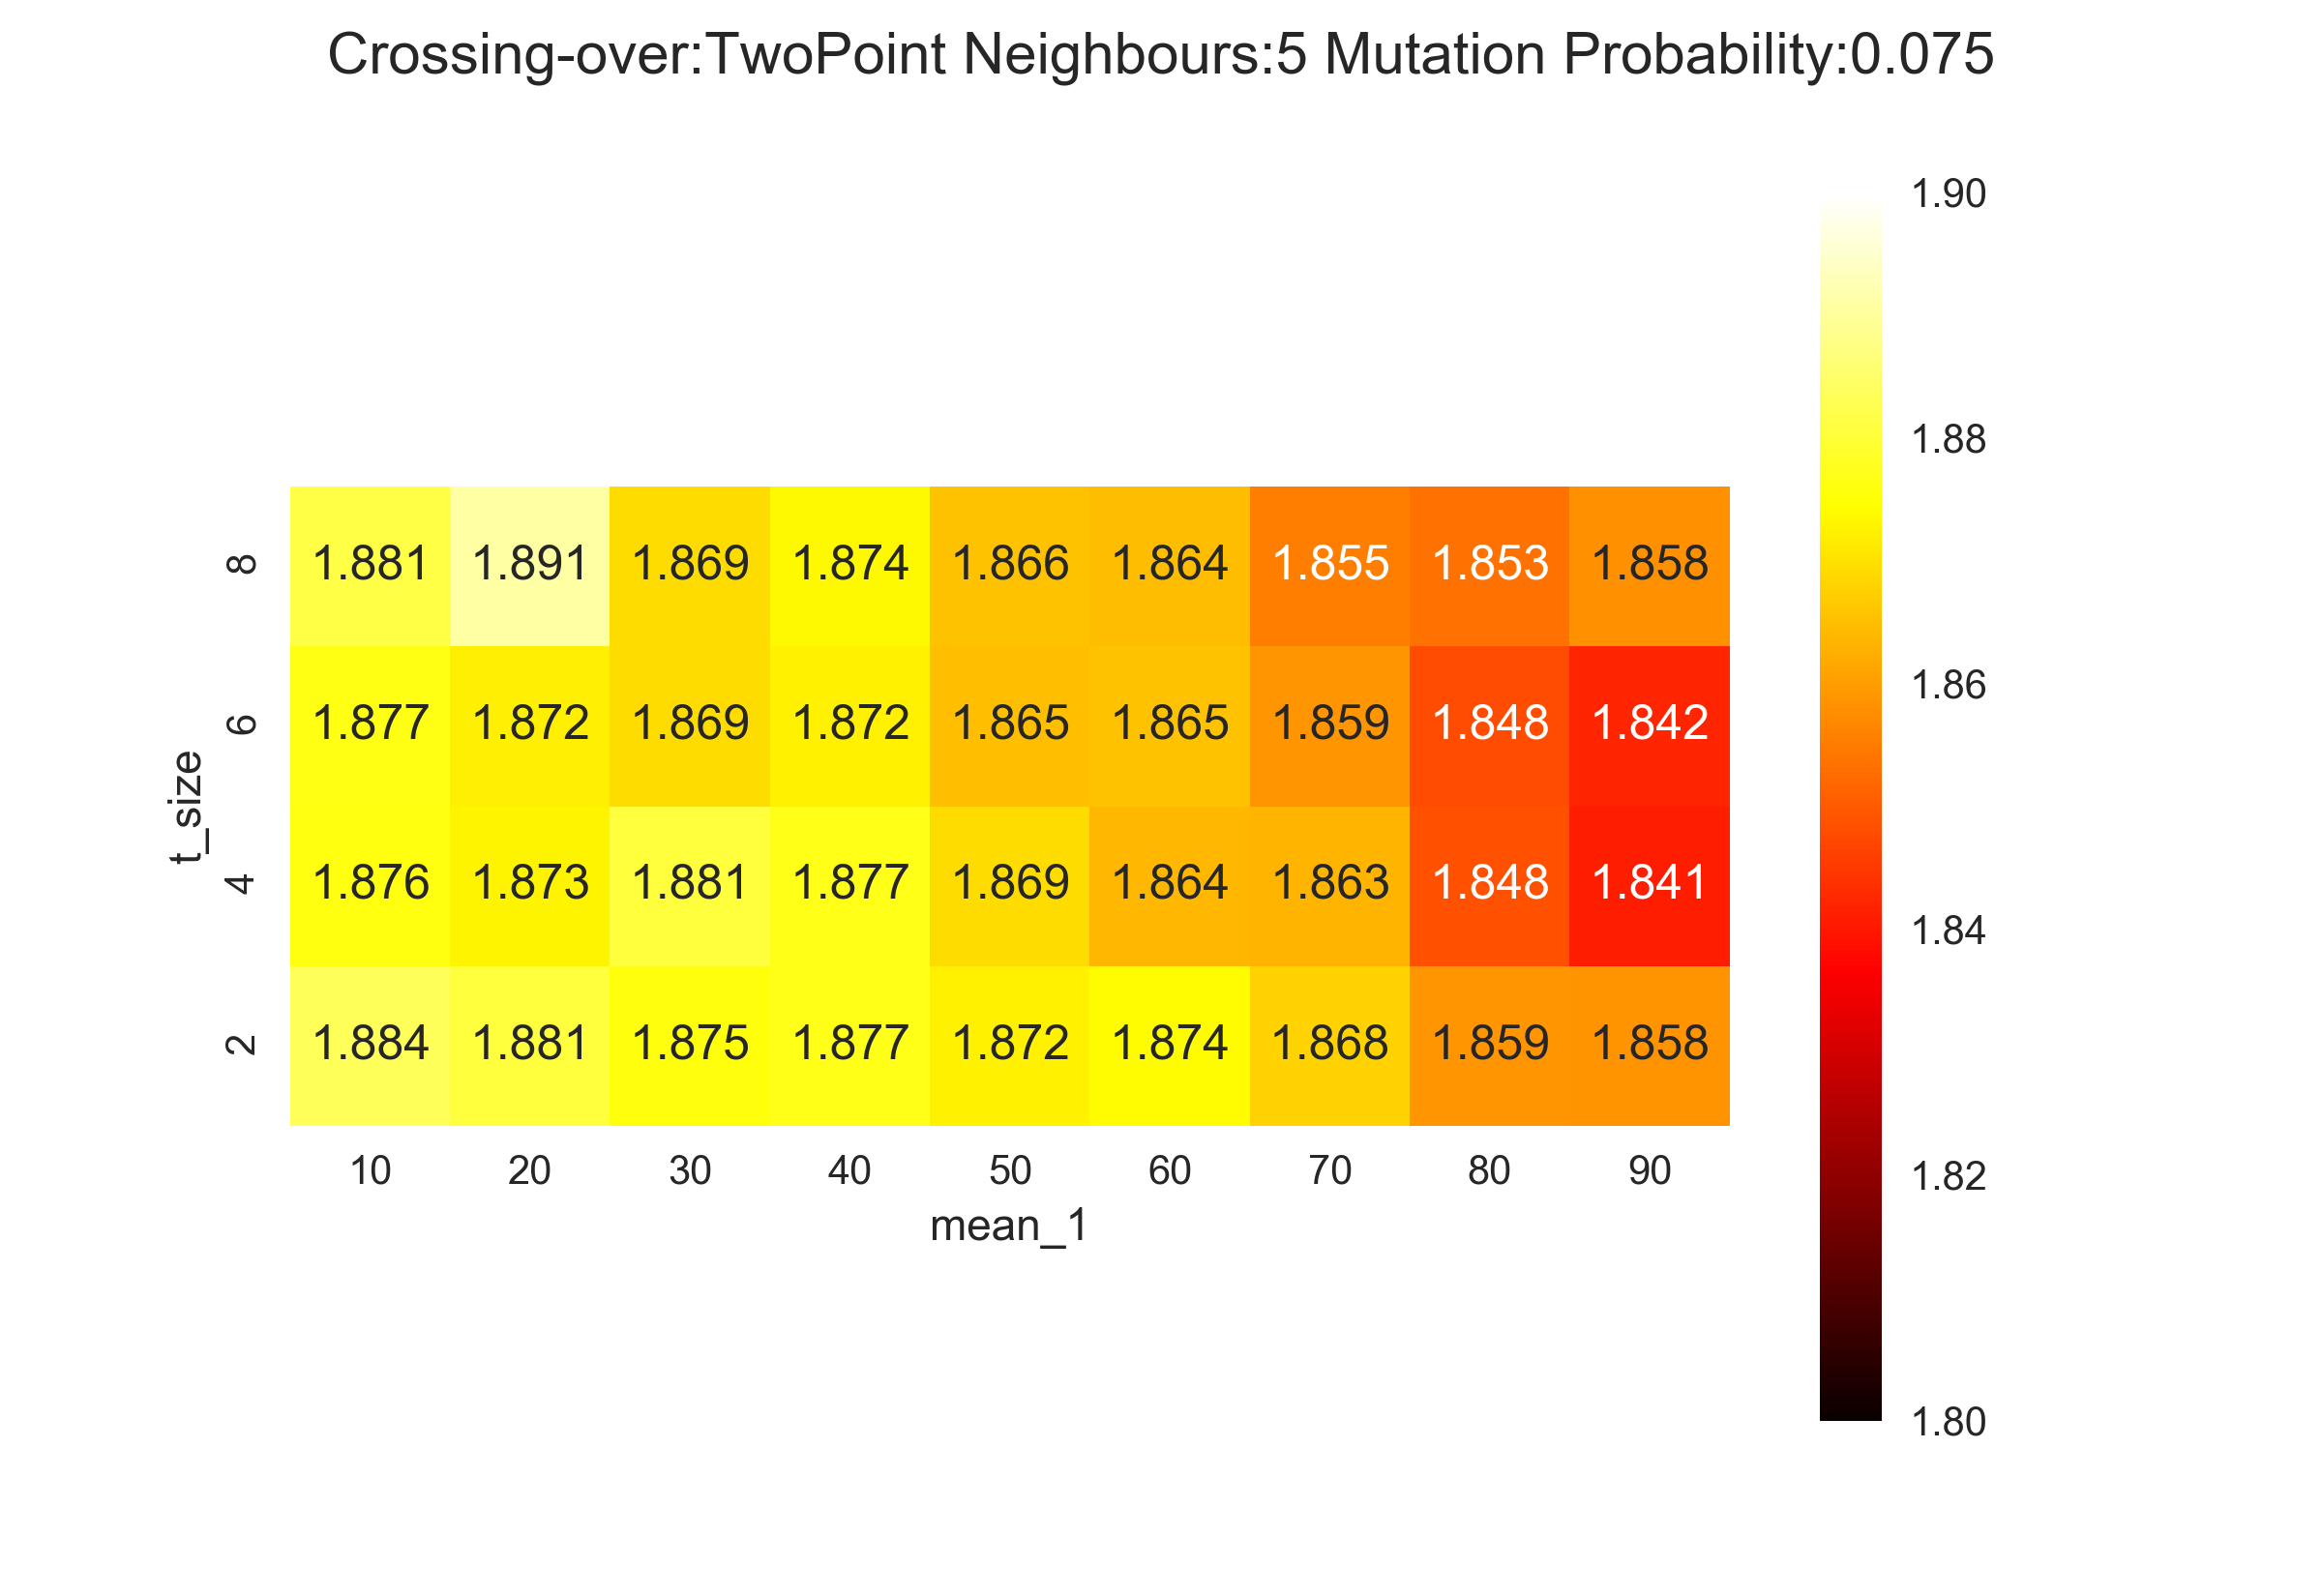 Crossing-over:TwoPoint Neighbours:5 Mutation Probability:0.075
t_size
8 1.881 1.891 1.869 1.874 1.866 1.864 1.855 1.853 1.858
6 1.877 1.872 1.869 1.872 1.865 1.865 1.859 1.848 1.842
4 1.876 1.873 1.881 1.877 1.869 1.864 1.863 1.848 1.841
2 1.884 1.881 1.875 1.877 1.872 1.874 1.868 1.859 1.858
10 20 30 40 50 60 70 80 90
mean_1
1.90
1.88
1.86
1.84
1.82
1.80